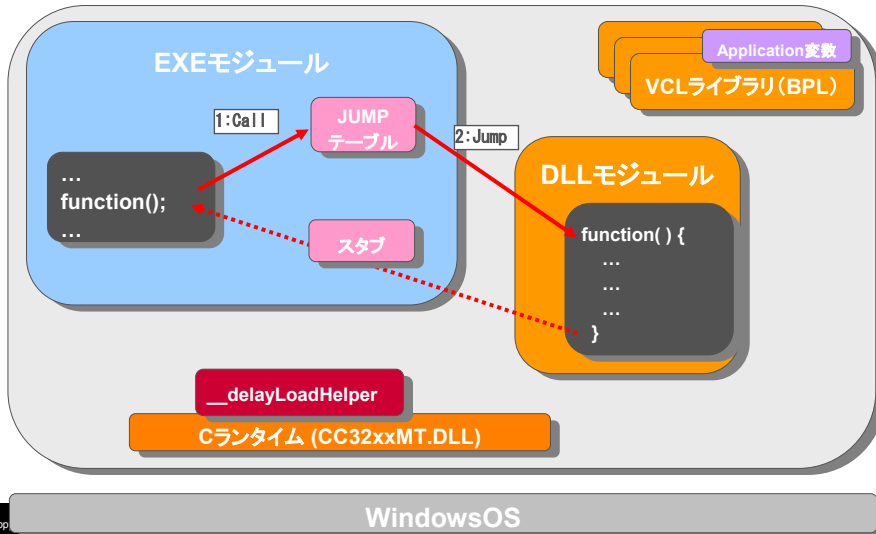 EXEモジュール
Application変数
VCLライブラリ（BPL）
1:Call
JUMP
テーブル
2:Jump
DLLモジュール
…
function();
…
スタブ
function( ) {
…
…
…
}
__delayLoadHelper
Cランタイム (CC32xxMT.DLL)
WindowsOS